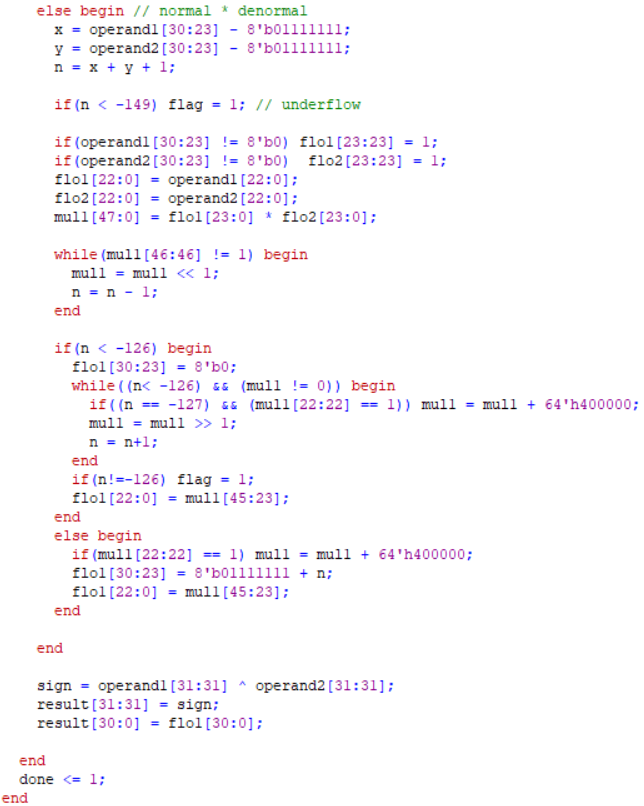 else begin // normal * denormal
x = operand1[30:23] - 8'b01111111;
y = operand2[30:23] - 8'b01111111;
n = x + y + 1;
if(n < -149) flag = 1; // underflow
if(operand1[30:23] != 8'b0) flo1[23:23] = 1;
if(operand2[30:23] != 8'b0)  flo2[23:23] = 1;
flo1[22:0] = operand1[22:0];
flo2[22:0] = operand2[22:0];
mul1[47:0] = flo1[23:0] * flo2[23:0];
while(mul1[46:46] != 1) begin
mul1 = mul1 << 1;
n = n - 1;
end
if(n < -126) begin
flo1[30:23] = 8'b0;
while((n< -126) && (mul1 != 0)) begin
if((n == -127) && (mul1[22:22] == 1)) mul1 = mul1 + 64'h400000;
mul1 = mul1 >> 1;
n = n+1;
end
if(n!=-126) flag = 1;
flo1[22:0] = mul1[45:23];
end
else begin
if(mul1[22:22] == 1) mul1 = mul1 + 64'h400000;
flo1[30:23] = 8'b01111111 + n;
flo1[22:0] = mul1[45:23];
end
end
sign = operand1[31:31] ^ operand2[31:31];
result[31:31] = sign;
result[30:0] = flo1[30:0];
end
done <= 1;
end